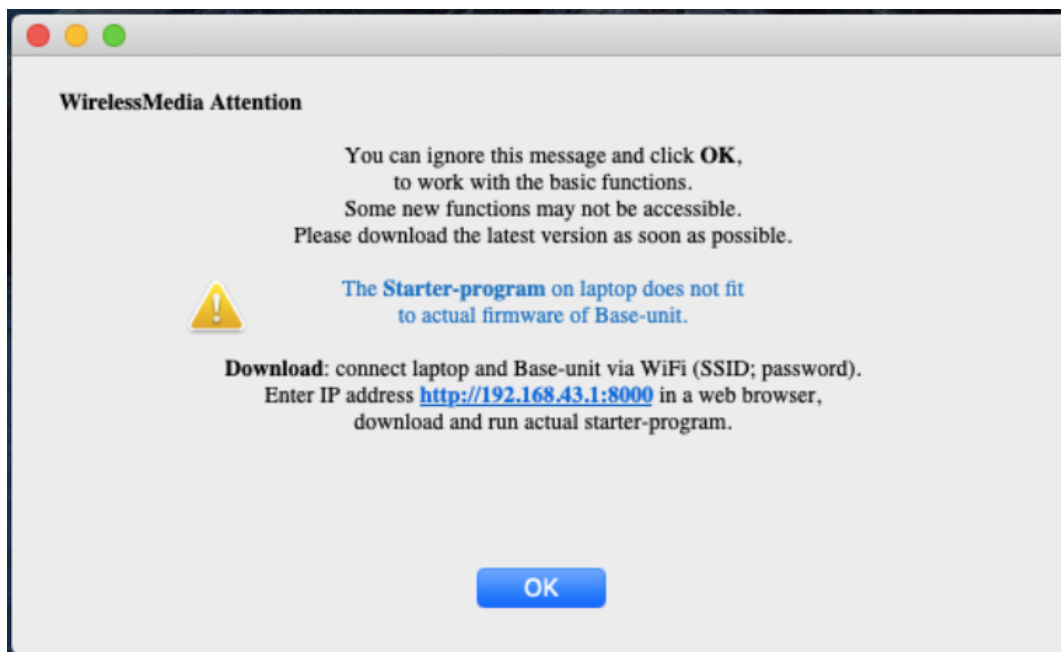 WirelessMedia Attention
You can ignore this message and click OK,
to work with the basic functions.
Some new functions may not be accessible.
Please download the latest version as soon as possible.
The Starter-program on laptop does not fit
to actual firmware of Base-unit.
Download: connect laptop and Base-unit via WiFi (SSID; password).
Enter IP address http://192.168.43.1:8000 in a web browser,
download and run actual starter-program.
OK